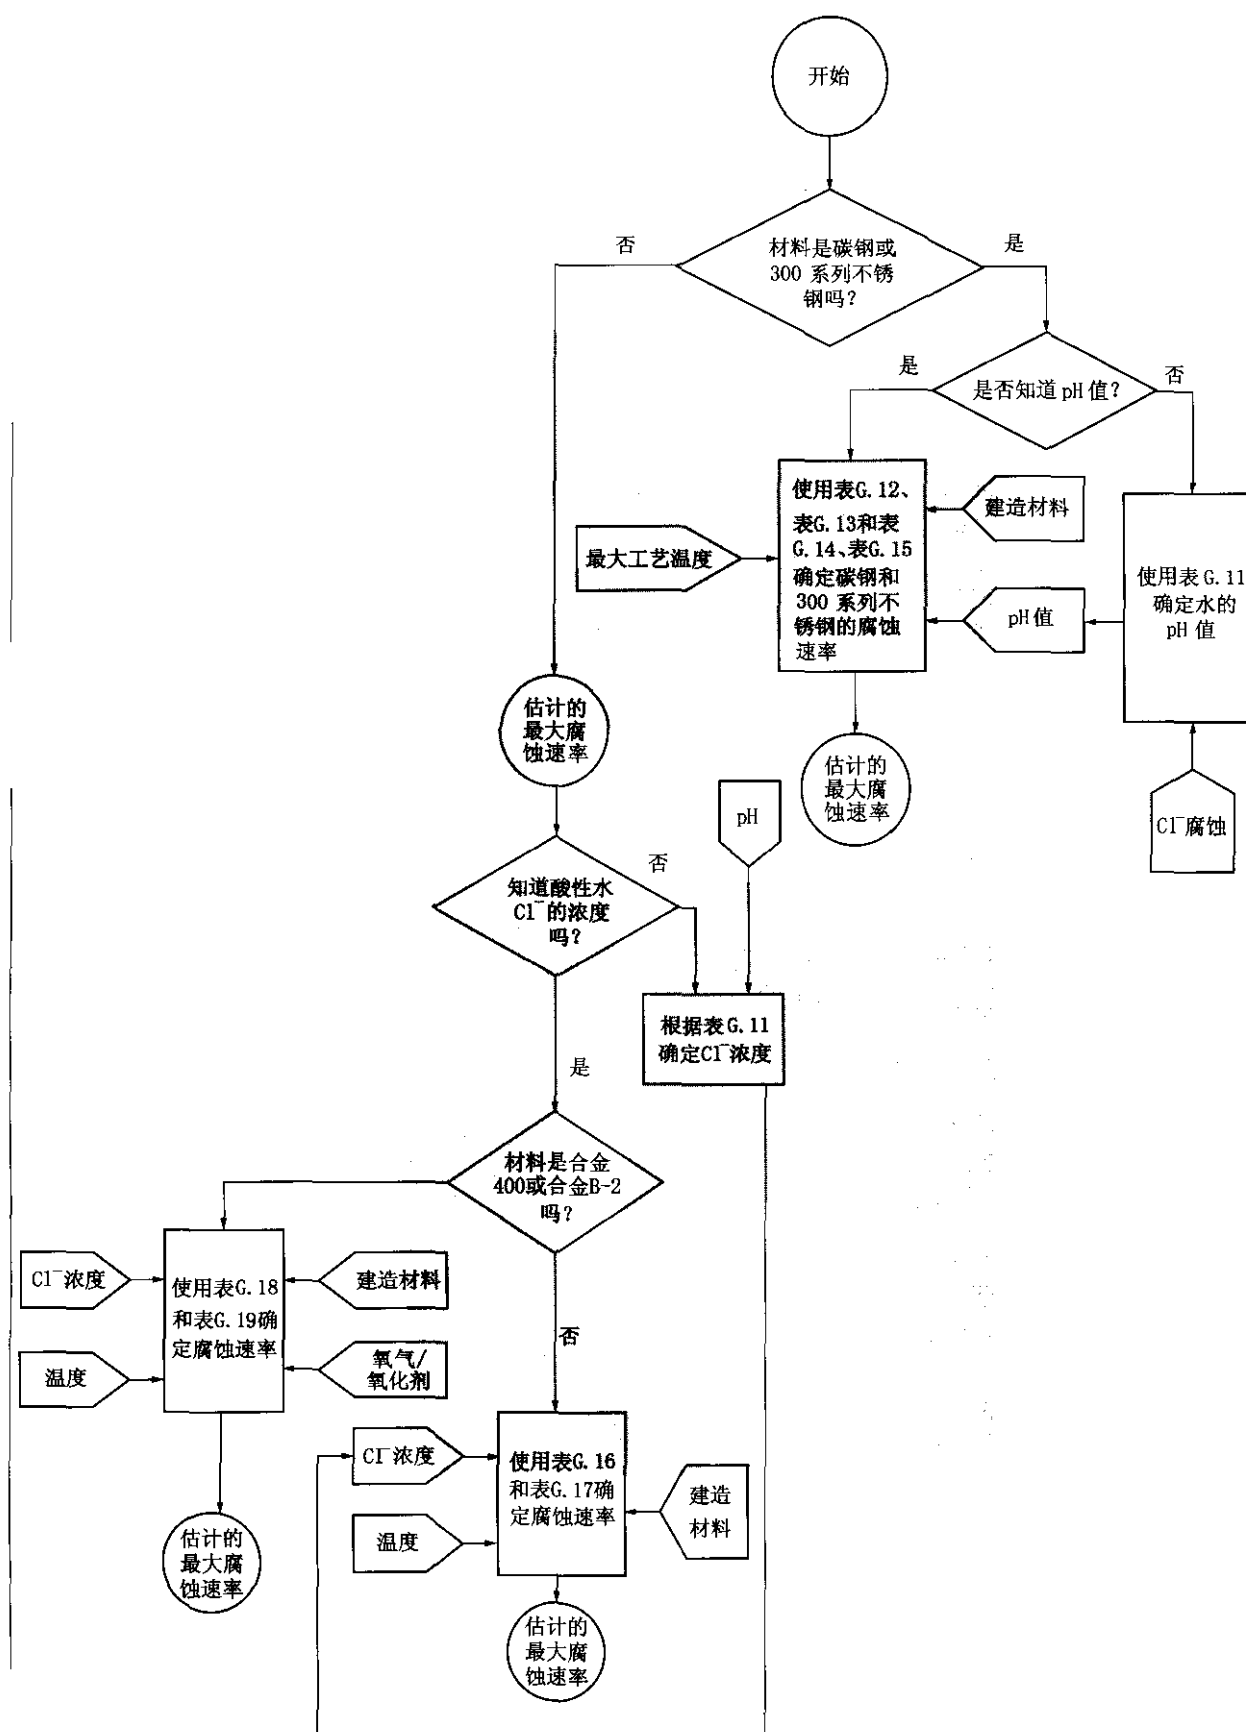 开始
材料是碳钢或
300 系列不锈
钢吗？
否
是
是否知道 pH 值？
是
否
使用表G.12、
表G.13和表
G.14、表G.15
确定碳钢和
300 系列不
锈钢的腐蚀
速率
建造材料
最大工艺温度
pH 值
使用表 G.11
确定水的
pH 值
Cl⁻腐蚀
估计的
最大腐
蚀速率
估计的
最大腐
蚀速率
pH
知道酸性水
Cl⁻的浓度
吗？
否
是
根据表G.11
确定Cl⁻浓度
材料是合金
400或合金B-2
吗？
否
Cl⁻浓度
温度
使用表G.18
和表G.19确
定腐蚀速率
建造材料
氧气/
氧化剂
估计的
最大腐
蚀速率
Cl⁻浓度
温度
使用表G.16
和表G.17确
定腐蚀速率
建造
材料
估计的
最大腐
蚀速率